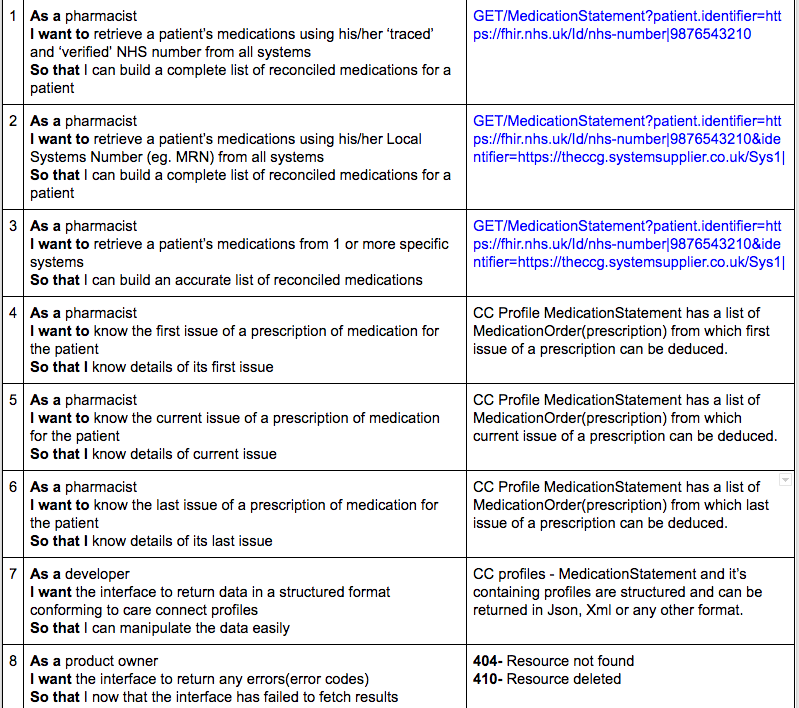 1 As a pharmacist
I want to retrieve a patient's medications using his/her 'traced'
and 'verified' NHS number from all systems
So that I can build a complete list of reconciled medications for a
patient
GET/MedicationStatement?patient.identifier=htt
ps://fhir.nhs.uk/Id/nhs-number|9876543210
2 As a pharmacist
I want to retrieve a patient's medications using his/her Local
Systems Number (eg. MRN) from all systems
So that I can build a complete list of reconciled medications for a
patient
GET/MedicationStatement?patient.identifier=htt
ps://fhir.nhs.uk/Id/nhs-number|9876543210&ide
ntifier=https://theccg.systemsupplier.co.uk/Sys1|
3 As a pharmacist
I want to retrieve a patient's medications from 1 or more specific
systems
So that I can build an accurate list of reconciled medications
GET/MedicationStatement?patient.identifier=htt
ps://fhir.nhs.uk/Id/nhs-number|9876543210&ide
ntifier=https://theccg.systemsupplier.co.uk/Sys1|
4 As a pharmacist
I want to know the first issue of a prescription of medication for
the patient
So that I know details of its first issue
CC Profile MedicationStatement has a list of
MedicationOrder(prescription) from which first
issue of a prescription can be deduced.
5 As a pharmacist
I want to know the current issue of a prescription of medication
for the patient
So that I know details of current issue
CC Profile MedicationStatement has a list of
MedicationOrder(prescription) from which
current issue of a prescription can be deduced.
6 As a pharmacist
I want to know the last issue of a prescription of medication for
the patient
So that I know details of its last issue
CC Profile MedicationStatement has a list of
MedicationOrder(prescription) from which last
issue of a prescription can be deduced.
7 As a developer
I want the interface to return data in a structured format
conforming to care connect profiles
So that I can manipulate the data easily
CC profiles - MedicationStatement and it's
containing profiles are structured and can be
returned in Json, Xml or any other format.
8 As a product owner
I want the interface to return any errors(error codes)
So that I now that the interface has failed to fetch results
404- Resource not found
410- Resource deleted